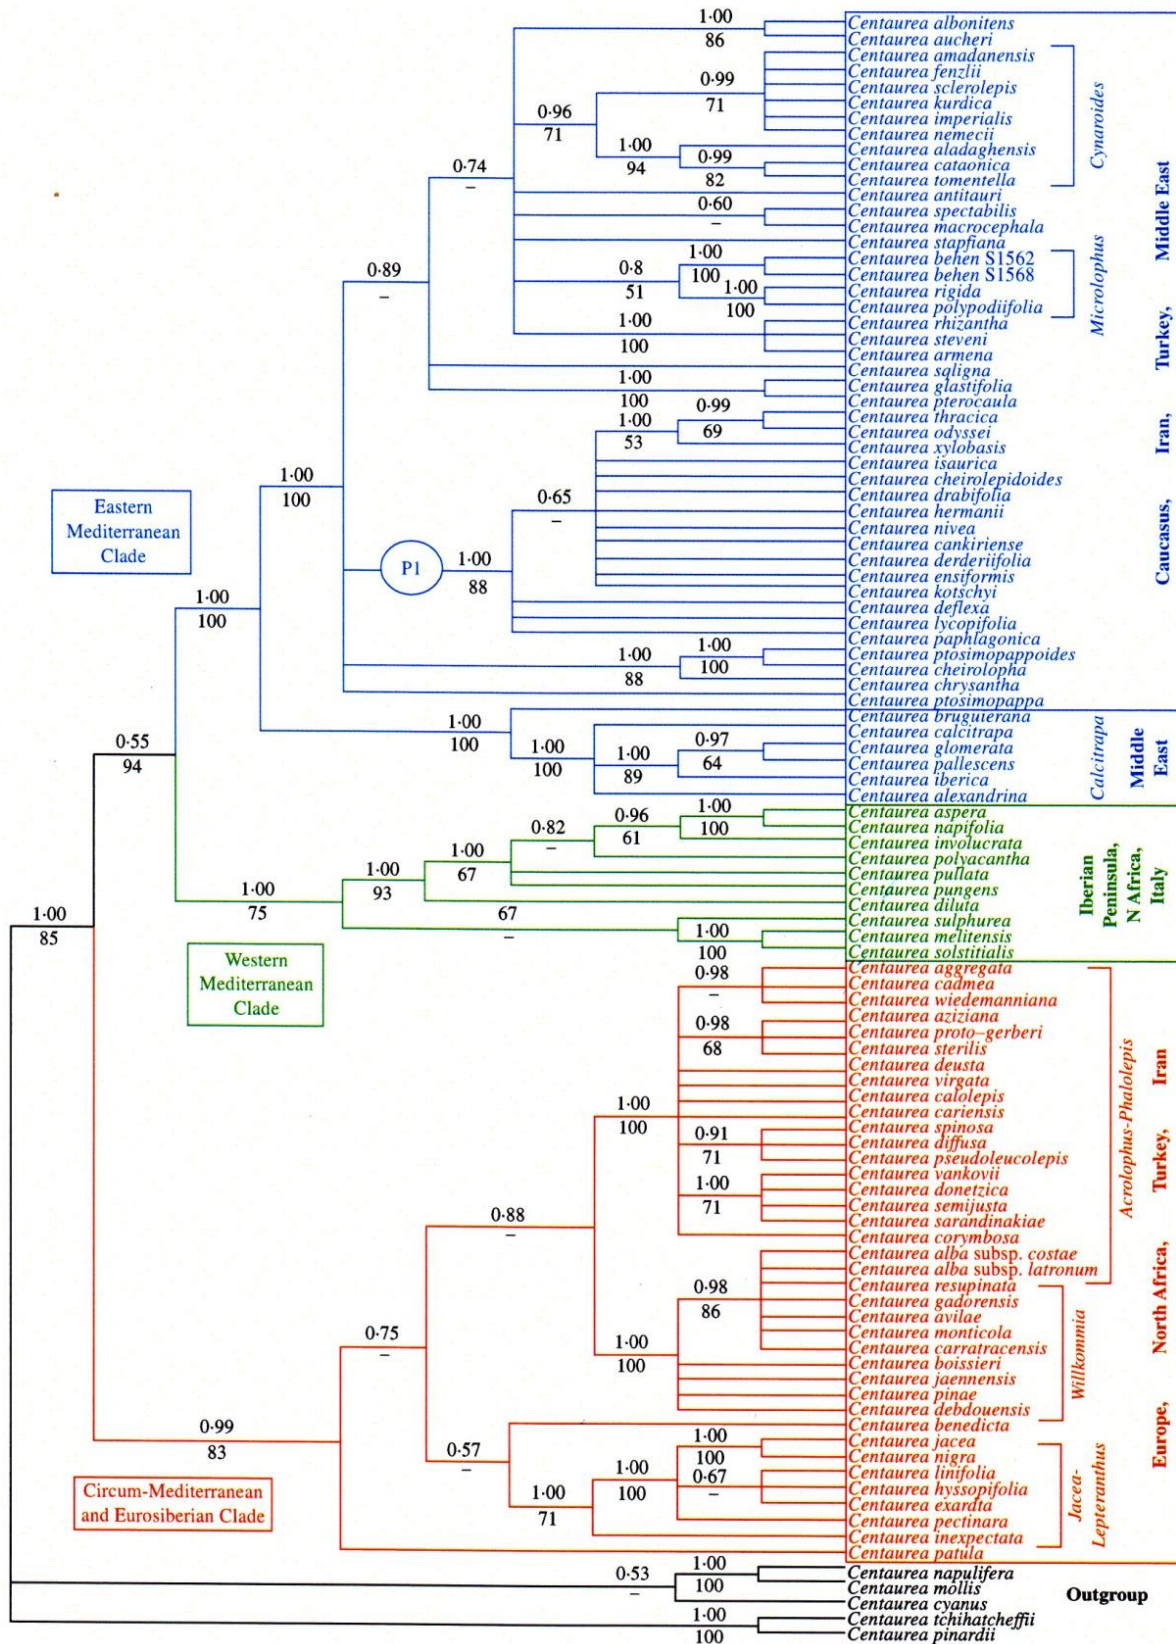 Centaurea albonitens
Centaurea aucheri
Centaurea amadanensis
Centaurea fenzlii
Centaurea sclerolepis
Centaurea kurdica
Centaurea imperialis
Centaurea nemecii
Centaurea aladaghensis
Centaurea cataonica
Centaurea tomentella
Centaurea antitauri
Centaurea spectabilis
Centaurea macrocephala
Centaurea stapfiana
Centaurea behen S1562
Centaurea behen S1568
Centaurea rigida
Centaurea polypodiifolia
Centaurea rhizantha
Centaurea steveni
Centaurea armena
Centaurea sqligna
Centaurea glastifolia
Centaurea pterocaula
Centaurea thracica
Centaurea odyssei
Centaurea xylobasis
Centaurea isaurica
Centaurea cheirolepidoides
Centaurea drabifolia
Centaurea hermanii
Centaurea nivea
Centaurea cankiriense
Centaurea derderiifolia
Centaurea ensiformis
Centaurea kotschyi
Centaurea deflexa
Centaurea lycopifolia
Centaurea paphlagonica
Centaurea ptosimopappoides
Centaurea cheirolopha
Centaurea chrysantha
Centaurea ptosimopappa
Centaurea bruguierana
Centaurea calcitrapa
Centaurea glomerata
Centaurea pallescens
Centaurea iberica
Centaurea alexandrina
Centaurea aspera
Centaurea napifolia
Centaurea involucrata
Centaurea polyacantha
Centaurea pullata
Centaurea pungens
Centaurea diluta
Centaurea sulphurea
Centaurea melitensis
Centaurea solstitialis
Centaurea aggregata
Centaurea cadmea
Centaurea wiedemanniana
Centaurea aziziana
Centaurea proto–gerberi
Centaurea sterilis
Centaurea deusta
Centaurea virgata
Centaurea calolepis
Centaurea cariensis
Centaurea spinosa
Centaurea diffusa
Centaurea pseudoleucolepis
Centaurea vankovii
Centaurea donetzica
Centaurea semijusta
Centaurea sarandinakiae
Centaurea corymbosa
Centaurea alba subsp. costae
Centaurea alba subsp. latronum
Centaurea resupinata
Centaurea gadorensis
Centaurea avilae
Centaurea monticola
Centaurea carratracensis
Centaurea boissieri
Centaurea jaennensis
Centaurea pinae
Centaurea debdouensis
Centaurea benedicta
Centaurea jacea
Centaurea nigra
Centaurea linifolia
Centaurea hyssopifolia
Centaurea exardta
Centaurea pectinara
Centaurea inexpectata
Centaurea patula
Centaurea napulifera
Centaurea mollis
Centaurea cyanus
Centaurea tchihatcheffii
Centaurea pinardii
Cynaroides
Microlophus
Caucasus, Iran, Turkey, Middle East
Calcitrapa
Middle
East
Iberian
Peninsula,
N Africa,
Italy
Acrolophus-Phalolepis
Willkommia
Jacea-
Lepteranthus
Europe, North Africa, Turkey, Iran
Outgroup
Eastern
Mediterranean
Clade
Western
Mediterranean
Clade
Circum-Mediterranean
and Eurosiberian Clade
P1
1·00
86
0·99
71
0·96
71
1·00
94
0·99
82
0·74
–
0·60
–
0·89
–
1·00
100
0·8
51
1·00
100
1·00
100
1·00
100
0·99
69
1·00
53
1·00
100
0·65
–
1·00
88
1·00
100
1·00
100
1·00
88
1·00
100
1·00
100
0·97
64
1·00
89
0·55
94
1·00
100
0·96
61
0·82
–
1·00
67
1·00
93
1·00
75
67
–
1·00
100
1·00
85
0·98
–
0·98
68
1·00
100
0·91
71
1·00
71
0·88
–
0·98
86
1·00
100
0·75
–
0·99
83
0·57
–
1·00
100
1·00
100
0·67
–
1·00
71
0·53
–
1·00
100
1·00
100